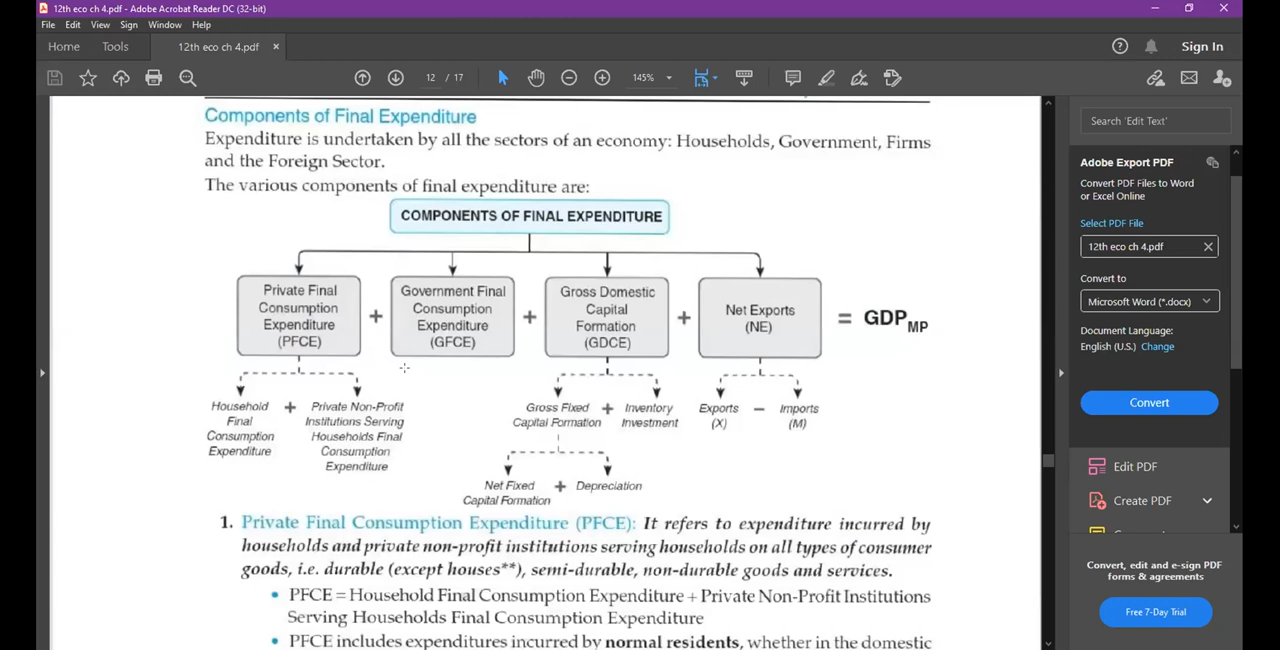 12th eco ch 4.pdf - Adobe Acrobat Reader DC (32-bit)
File Edit View Sign Window Help
Home Tools 12th eco ch 4.pdf × Sign In
12 / 17 145%
Components of Final Expenditure
Expenditure is undertaken by all the sectors of an economy: Households, Government, Firms
and the Foreign Sector.
The various components of final expenditure are:
COMPONENTS OF FINAL EXPENDITURE
Private Final
Consumption
Expenditure
(PFCE)
+
Government Final
Consumption
Expenditure
(GFCE)
+
Gross Domestic
Capital
Formation
(GDCE)
+
Net Exports
(NE)
= GDP MP
Household
Final
Consumption
Expenditure
+
Private Non-Profit
Institutions Serving
Households Final
Consumption
Expenditure
Gross Fixed
Capital Formation
+
Inventory
Investment
Exports
(X)
–
Imports
(M)
Net Fixed
Capital Formation
+
Depreciation
1. Private Final Consumption Expenditure (PFCE): It refers to expenditure incurred by
households and private non-profit institutions serving households on all types of consumer
goods, i.e. durable (except houses**), semi-durable, non-durable goods and services.
• PFCE = Household Final Consumption Expenditure + Private Non-Profit Institutions
Serving Households Final Consumption Expenditure
• PFCE includes expenditures incurred by normal residents, whether in the domestic
Search 'Edit Text'
Adobe Export PDF
Convert PDF Files to Word
or Excel Online
Select PDF File
12th eco ch 4.pdf ×
Convert to
Microsoft Word (*.docx)
Document Language:
English (U.S.) Change
Convert
Edit PDF
Create PDF
Convert, edit and e-sign PDF
forms & agreements
Free 7-Day Trial